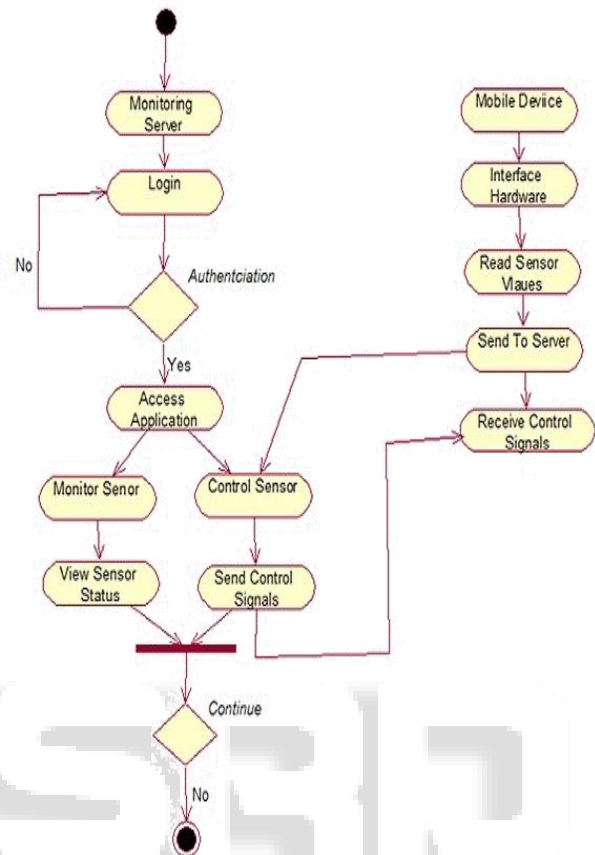 Monitoring
Server
Login
No
Authentciation
Yes
Access
Application
Monitor Senor
Control Sensor
View Sensor
Status
Send Control
Signals
Continue
No
Mobile Deviice
Interface
Hardware
Read Sensor
Vlaues
Send To Server
Receive Control
Signals